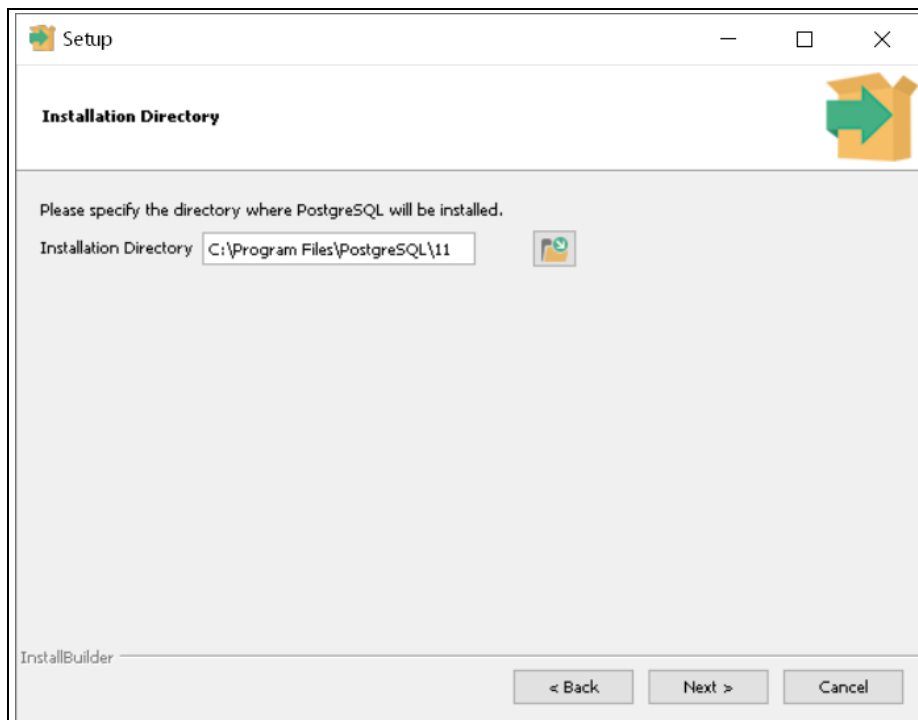 Setup
Installation Directory
Please specify the directory where PostgreSQL will be installed.
Installation Directory C:\Program Files\PostgreSQL\11
InstallBuilder
< Back Next > Cancel